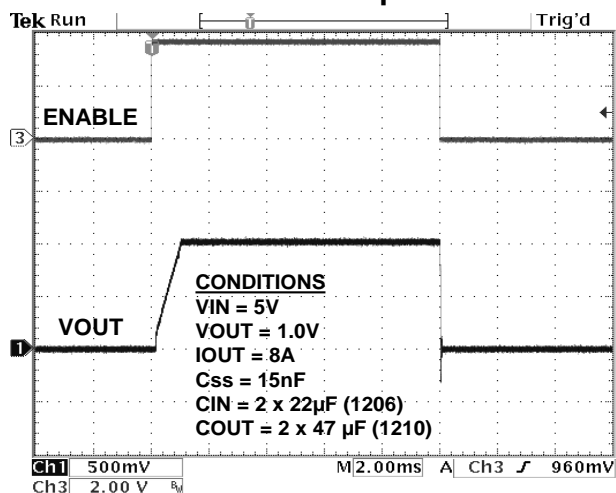 Tek Run Trig'd
T
T
ENABLE
3
CONDITIONS
VIN = 5V
VOUT = 1.0V
VOUT
IOUT = 8A
1
Css = 15nF
CIN = 2 x 22µF (1206)
COUT = 2 x 47 µF (1210)
Ch1 500mV M 2.00ms A Ch3 960mV
Ch3 2.00 V BW